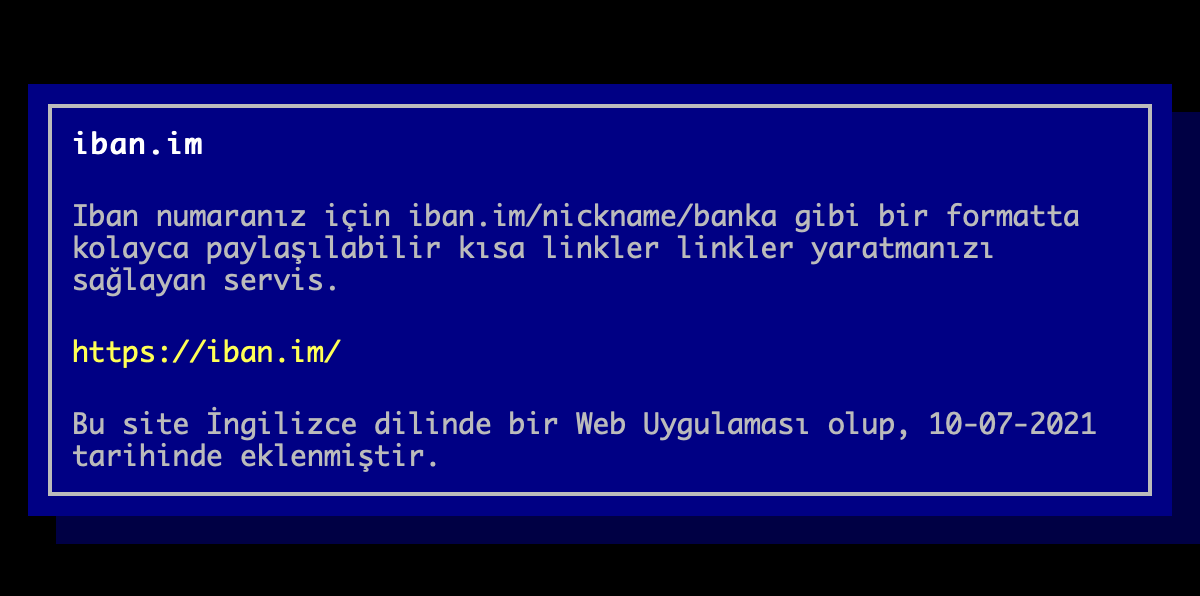 iban.im
Iban numaranız için iban.im/nickname/banka gibi bir formatta
kolayca paylaşılabilir kısa linkler linkler yaratmanızı
sağlayan servis.
https://iban.im/
Bu site İngilizce dilinde bir Web Uygulaması olup, 10-07-2021
tarihinde eklenmiştir.